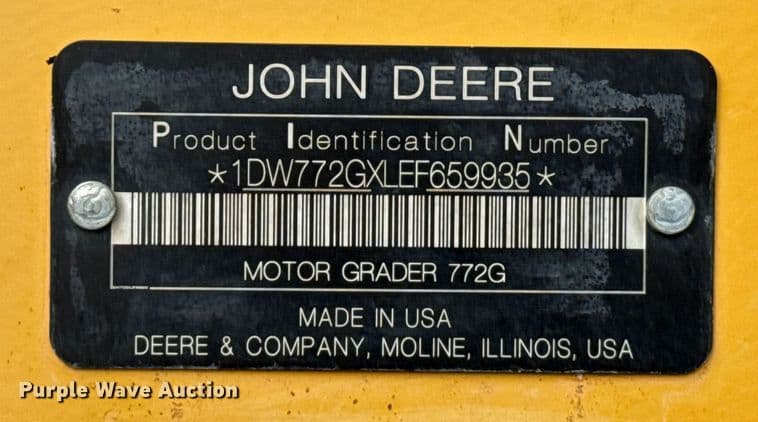 JOHN DEERE
Product Identification Number
*1DW772GXLEF659935*
MOTOR GRADER 772G
MADE IN USA
DEERE & COMPANY, MOLINE, ILLINOIS, USA
Purple Wave Auction